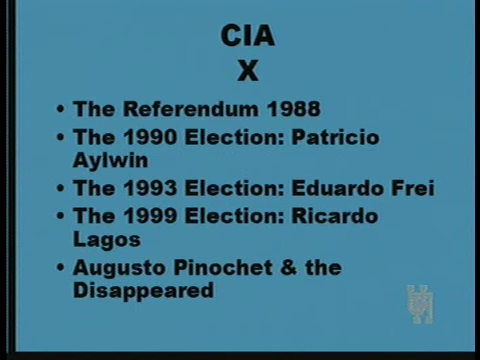 CIA
X
• The Referendum 1988
• The 1990 Election: Patricio
Aylwin
• The 1993 Election: Eduardo Frei
• The 1999 Election: Ricardo
Lagos
• Augusto Pinochet & the
Disappeared